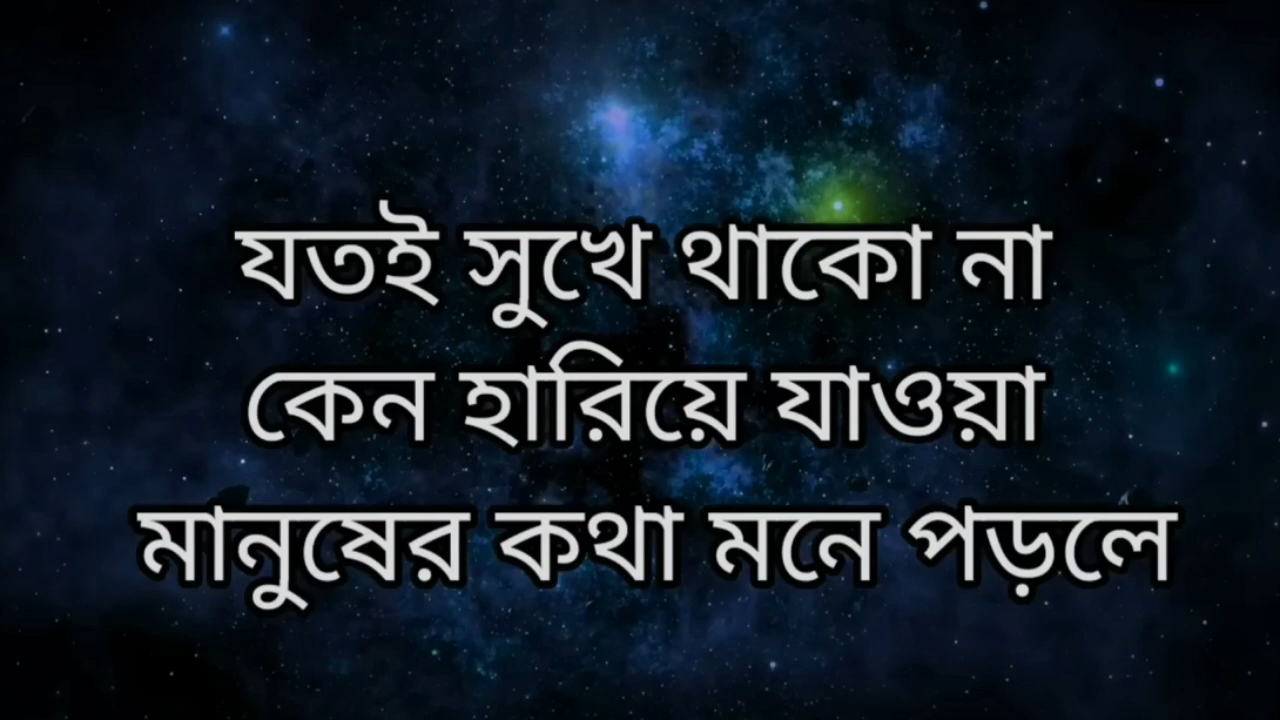 যতই সুখে থাকো না
কেন হারিয়ে যাওয়া
মানুষের কথা মনে পড়লে